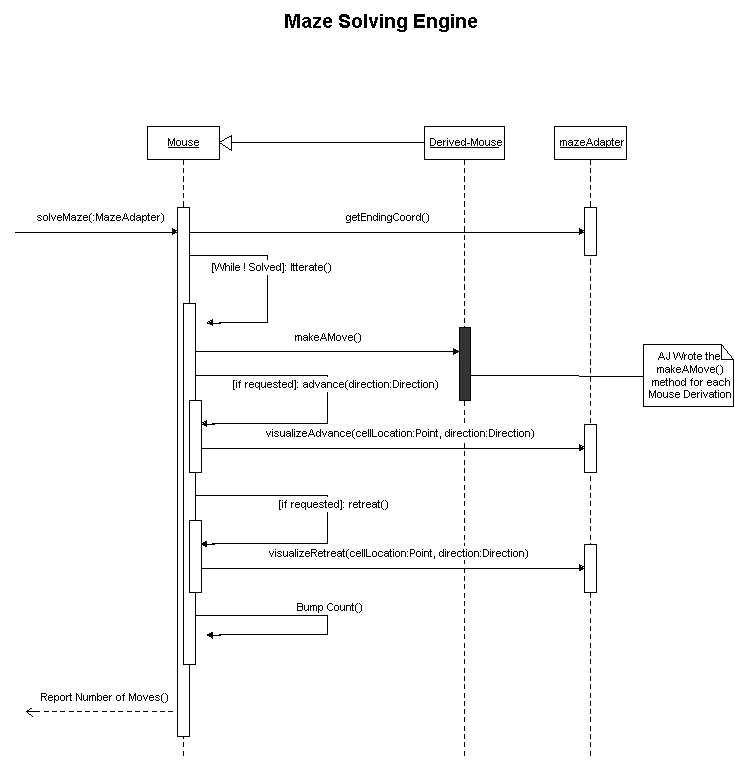 Maze Solving Engine
Mouse
Derived-Mouse
mazeAdapter
solveMaze(:MazeAdapter)
getEndingCoord()
[While ! Solved]: Itterate()
makeAMove()
AJ Wrote the
makeAMove()
method for each
Mouse Derivation
[if requested]: advance(direction:Direction)
visualizeAdvance(cellLocation:Point, direction:Direction)
[if requested]: retreat()
visualizeRetreat(cellLocation:Point, direction:Direction)
Bump Count()
Report Number of Moves()